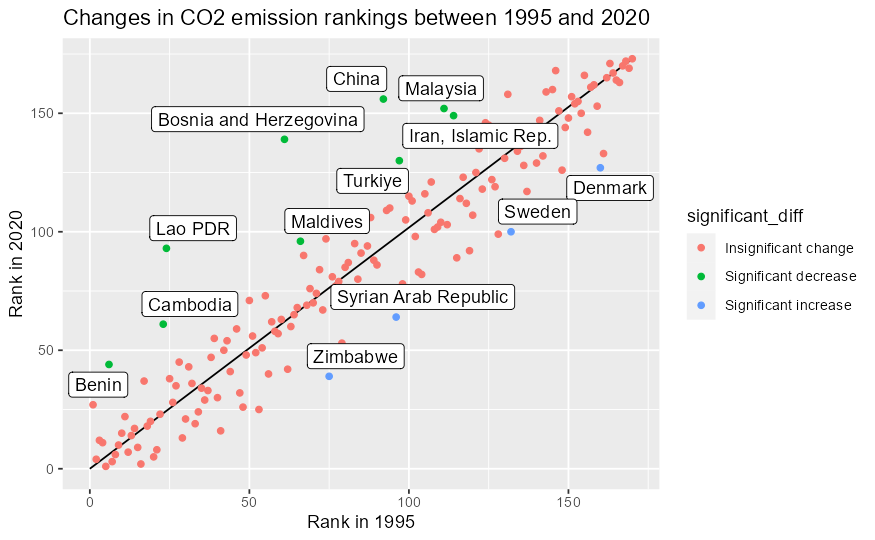 Changes in CO2 emission rankings between 1995 and 2020
China
Malaysia
Bosnia and Herzegovina
Iran, Islamic Rep.
Turkiye
Denmark
Sweden
Maldives
Lao PDR
Syrian Arab Republic
Cambodia
Zimbabwe
Benin
150
100
50
0
0
50
100
150
Rank in 1995
Rank in 2020
significant_diff
Insignificant change
Significant decrease
Significant increase